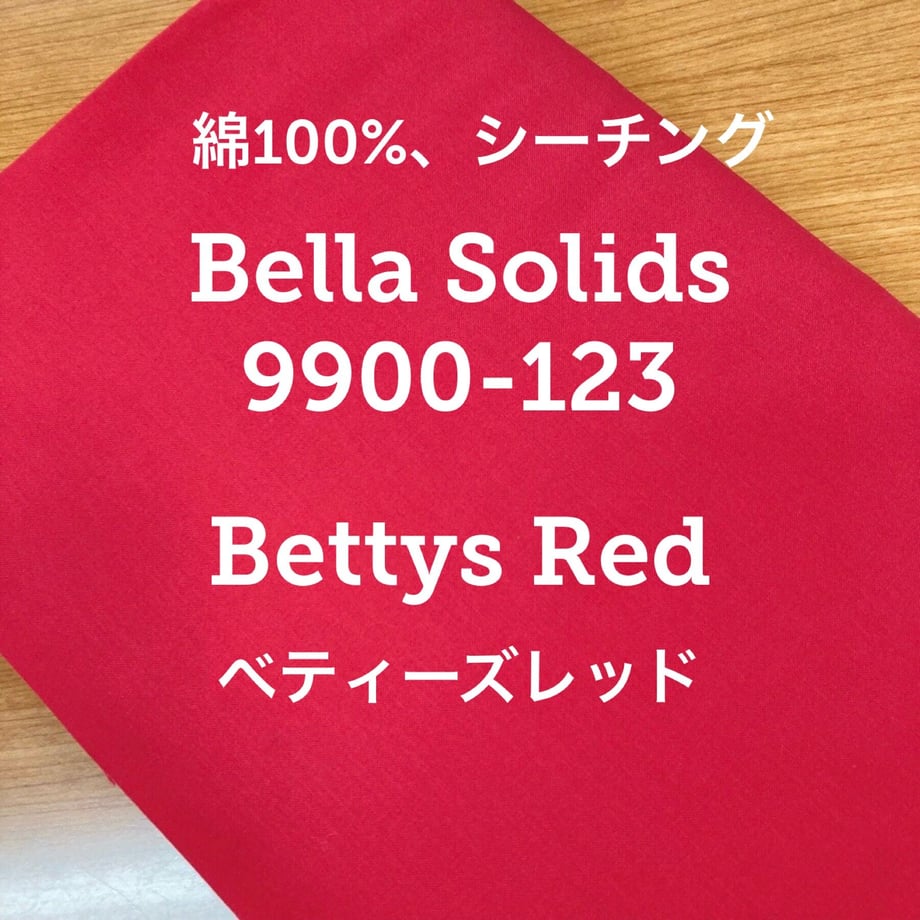 綿100%、シーチング
Bella Solids
9900-123
Bettys Red
ベティーズレッド